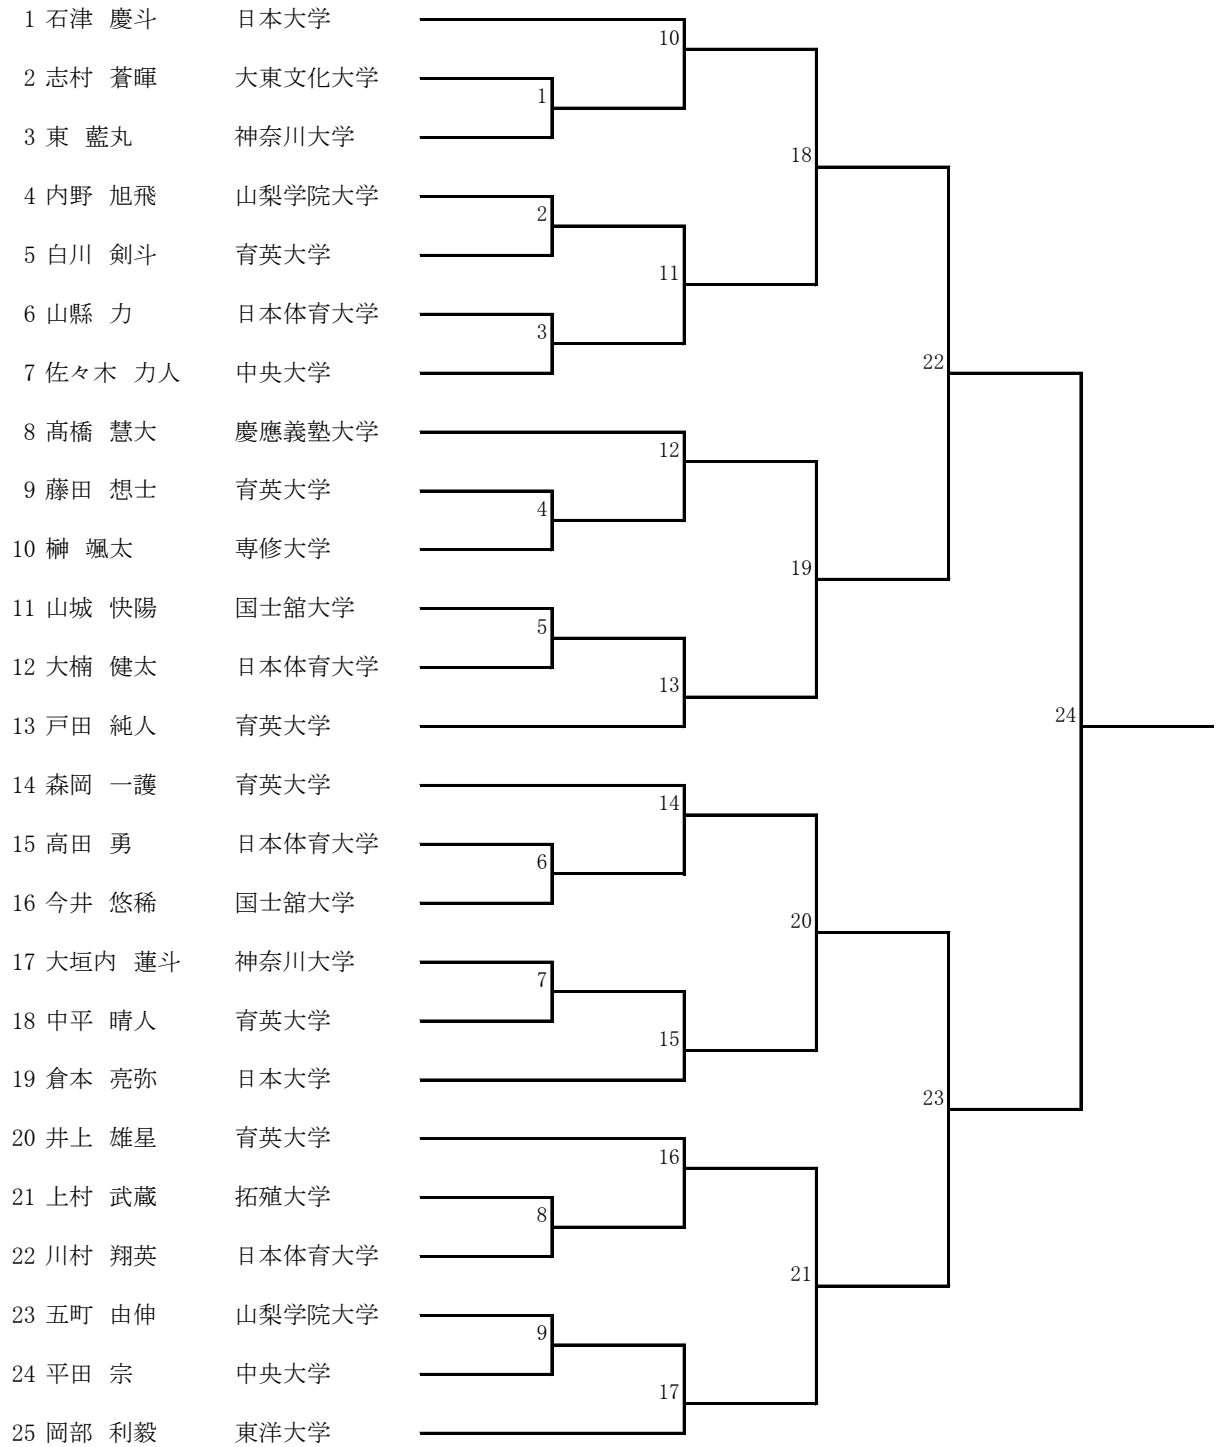 1 石津 慶斗 日本大学
10
2 志村 蒼暉 大東文化大学
1
3 東 藍丸 神奈川大学
18
4 内野 旭飛 山梨学院大学
2
5 白川 剣斗 育英大学
11
6 山縣 力 日本体育大学
3
22
7 佐々木 力人 中央大学
8 髙橋 慧大 慶應義塾大学
12
9 藤田 想士 育英大学
4
10 榊 颯太 専修大学
19
11 山城 快陽 国士舘大学
5
12 大楠 健太 日本体育大学
13
24
13 戸田 純人 育英大学
14 森岡 一護 育英大学
14
15 高田 勇 日本体育大学
6
16 今井 悠稀 国士舘大学
20
17 大垣内 蓮斗 神奈川大学
7
18 中平 晴人 育英大学
15
19 倉本 亮弥 日本大学
23
20 井上 雄星 育英大学
16
21 上村 武蔵 拓殖大学
8
22 川村 翔英 日本体育大学
21
23 五町 由伸 山梨学院大学
9
24 平田 宗 中央大学
17
25 岡部 利毅 東洋大学